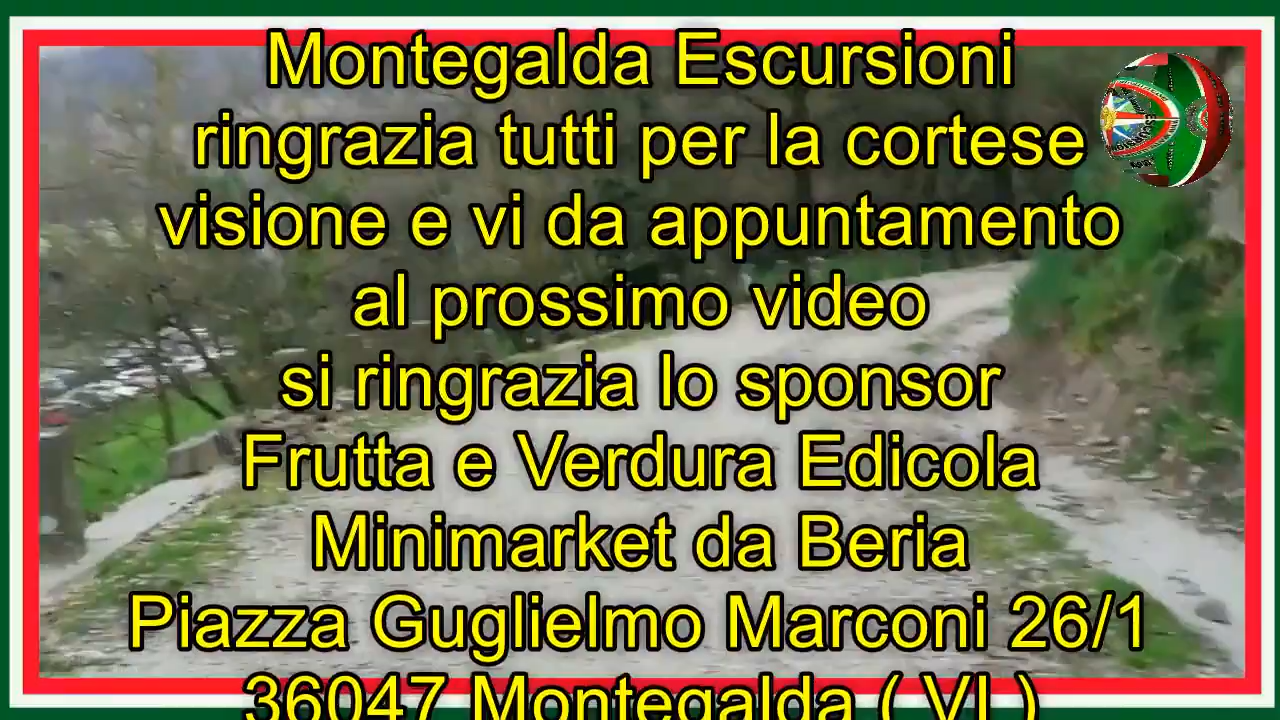 Montegalda Escursioni
ringrazia tutti per la cortese
visione e vi da appuntamento
al prossimo video
si ringrazia lo sponsor
Frutta e Verdura Edicola
Minimarket da Beria
Piazza Guglielmo Marconi 26/1
36047 Montegalda ( VI )